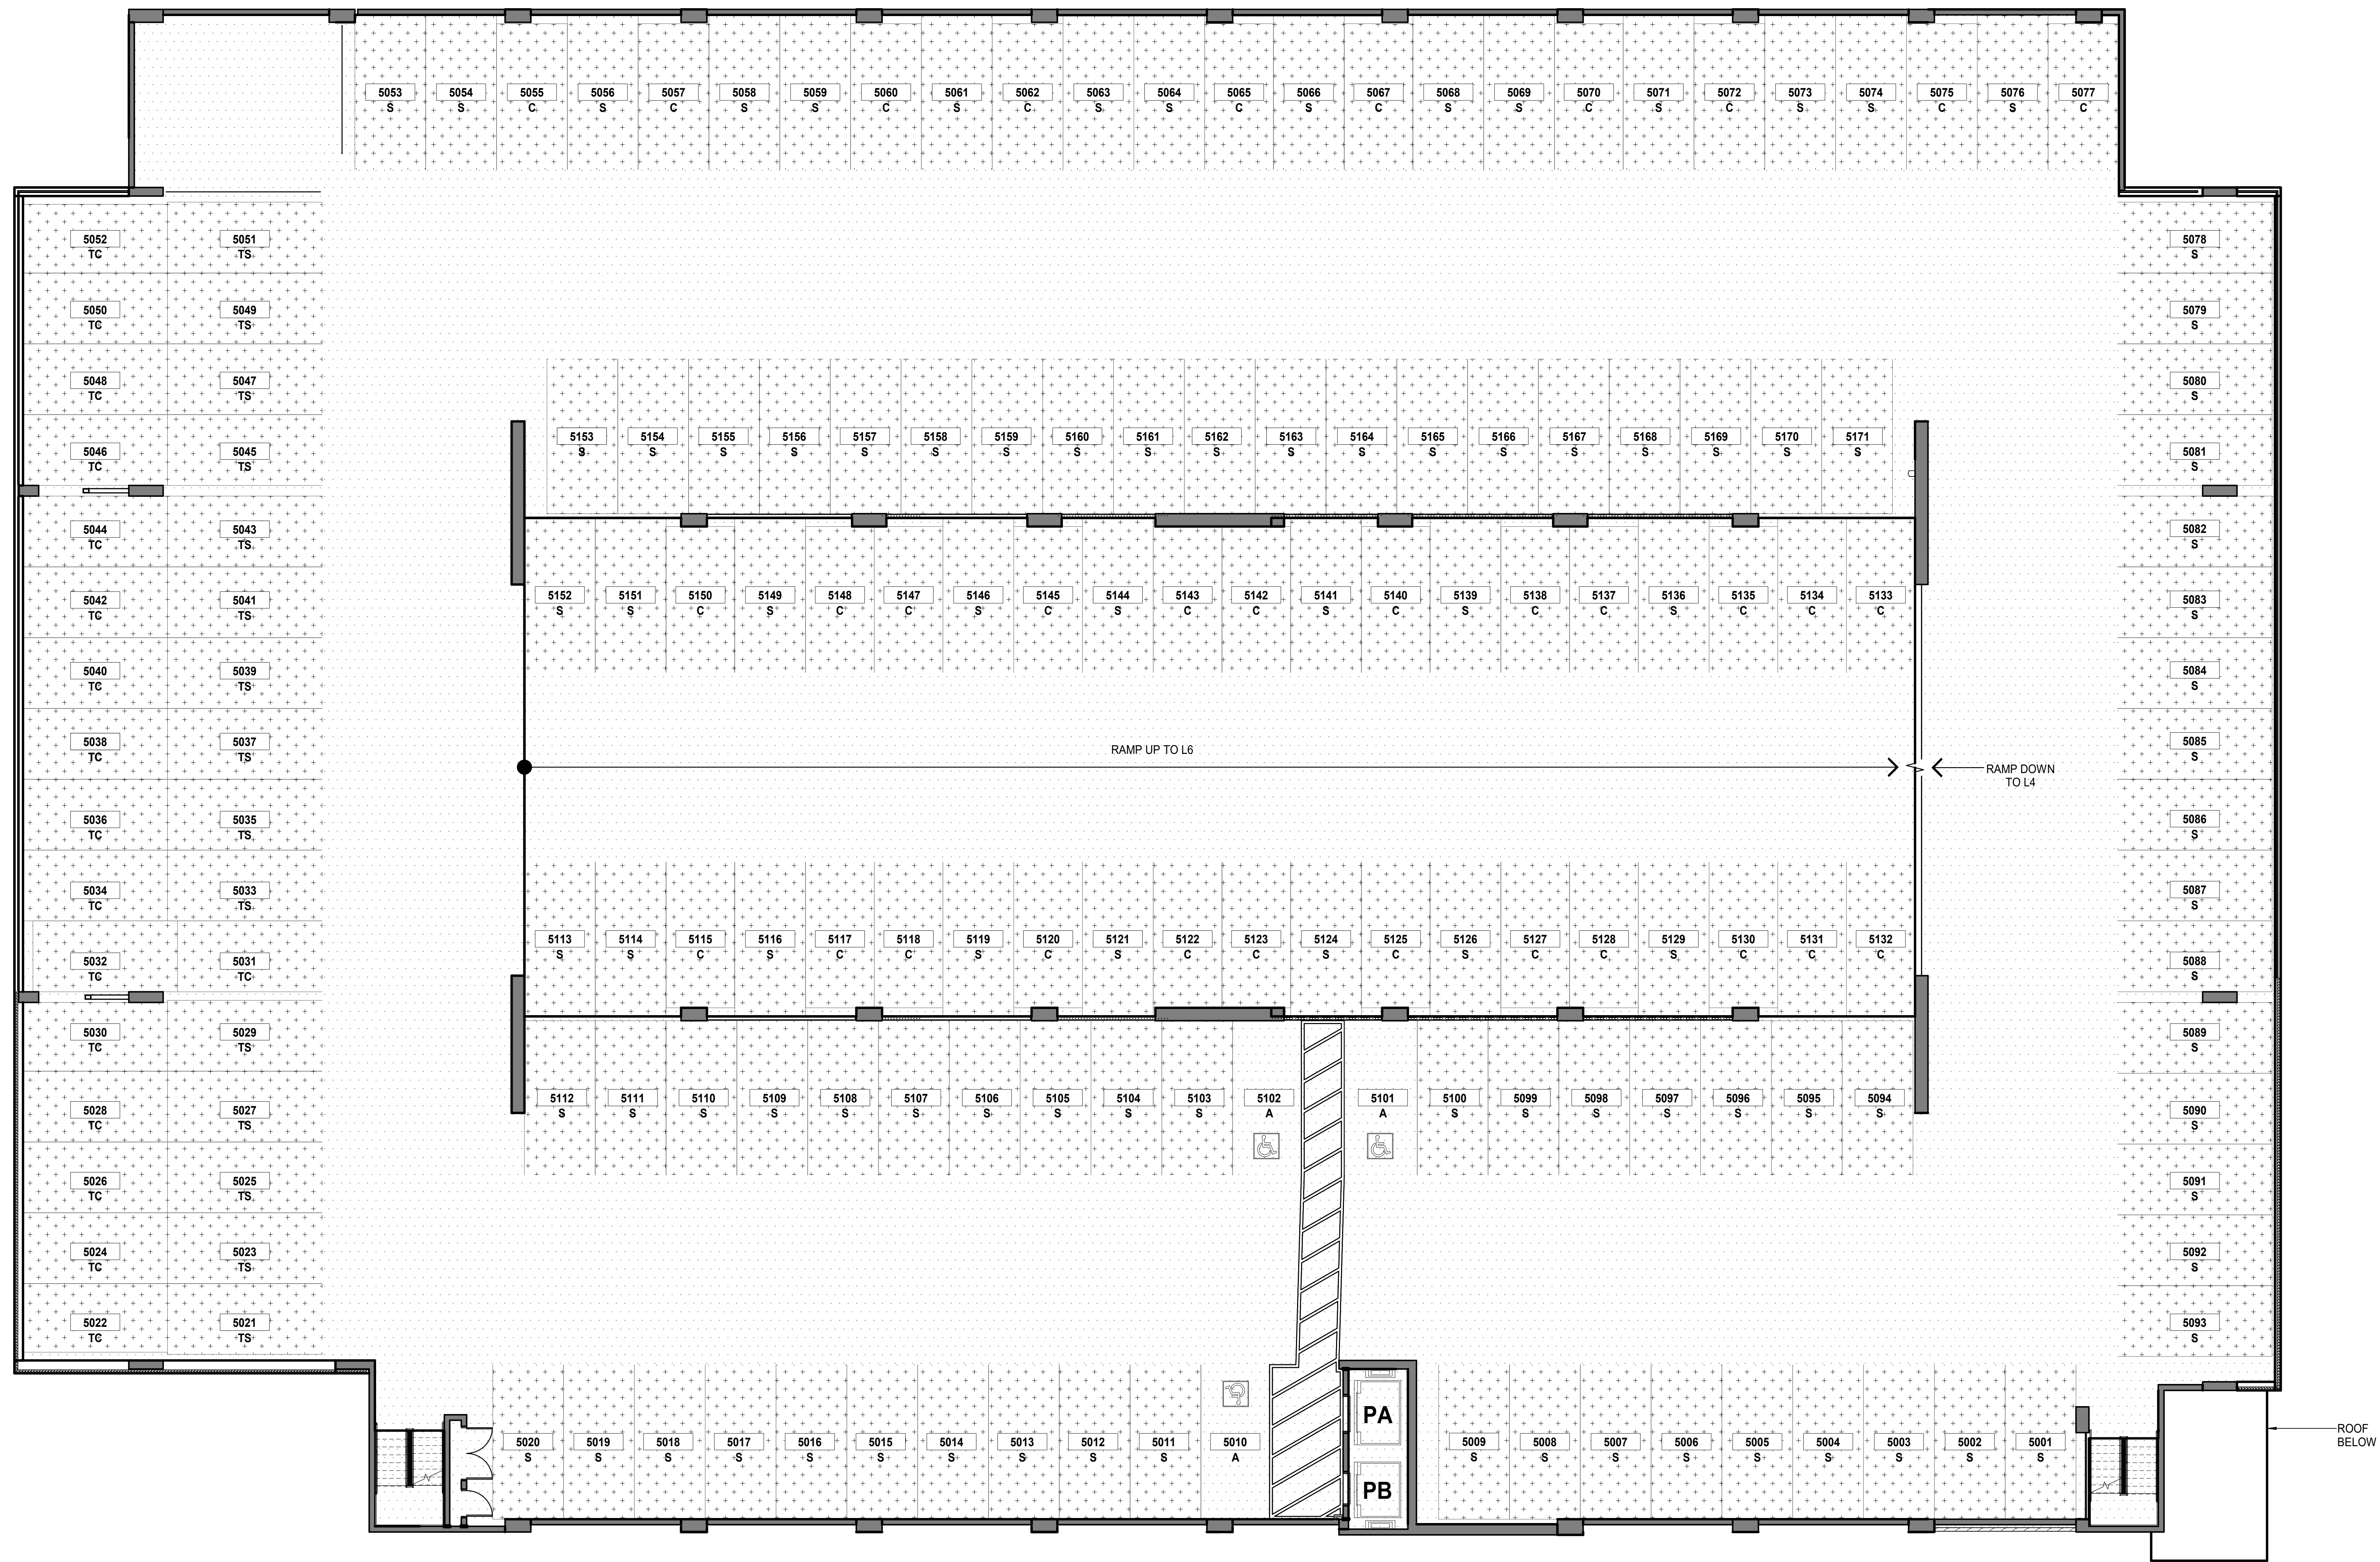 5053 5054 5055 5056 5057 5058 5059 5060 5061 5062 5063 5064 5065 5066 5067 5068 5069 5070 5071 5072 5073 5074 5075 5076 5077
S S C S C S S C S C S S C S C S S C S C S S C S C
5052 5051 5078
TC TS S
5050 5049 5079
TC TS S
5048 5047 5080
TC TS S
5153 5154 5155 5156 5157 5158 5159 5160 5161 5162 5163 5164 5165 5166 5167 5168 5169 5170 5171
S S S S S S S S S S S S S S S S S S S
5046 5045 5081
TC TS S
5044 5043 5082
TC TS S
5152 5151 5150 5149 5148 5147 5146 5145 5144 5143 5142 5141 5140 5139 5138 5137 5136 5135 5134 5133
S S C S C C S C S C C S C S C C S C C C
5042 5041 5083
TC TS S
5040 5039 5084
TC TS S
5038 5037 5085
TC TS S
RAMP UP TO L6
RAMP DOWN
TO L4
5036 5035 5086
TC TS S
5034 5033 5087
TC TS S
5113 5114 5115 5116 5117 5118 5119 5120 5121 5122 5123 5124 5125 5126 5127 5128 5129 5130 5131 5132
S S C S C C S C S C C S C S C C S C C C
5032 5031 5088
TC TC S
5030 5029 5089
TC TS S
5112 5111 5110 5109 5108 5107 5106 5105 5104 5103 5102 5101 5100 5099 5098 5097 5096 5095 5094
S S S S S S S S S S A A S S S S S S S
5028 5027 5090
TC TS S
5026 5025 5091
TC TS S
5024 5023 5092
TC TS S
5022 5021 5093
TC TS S
PA
ROOF
BELOW
5020 5019 5018 5017 5016 5015 5014 5013 5012 5011 5010 5009 5008 5007 5006 5005 5004 5003 5002 5001
S S S S S S S S S S A S S S S S S S S S
PB